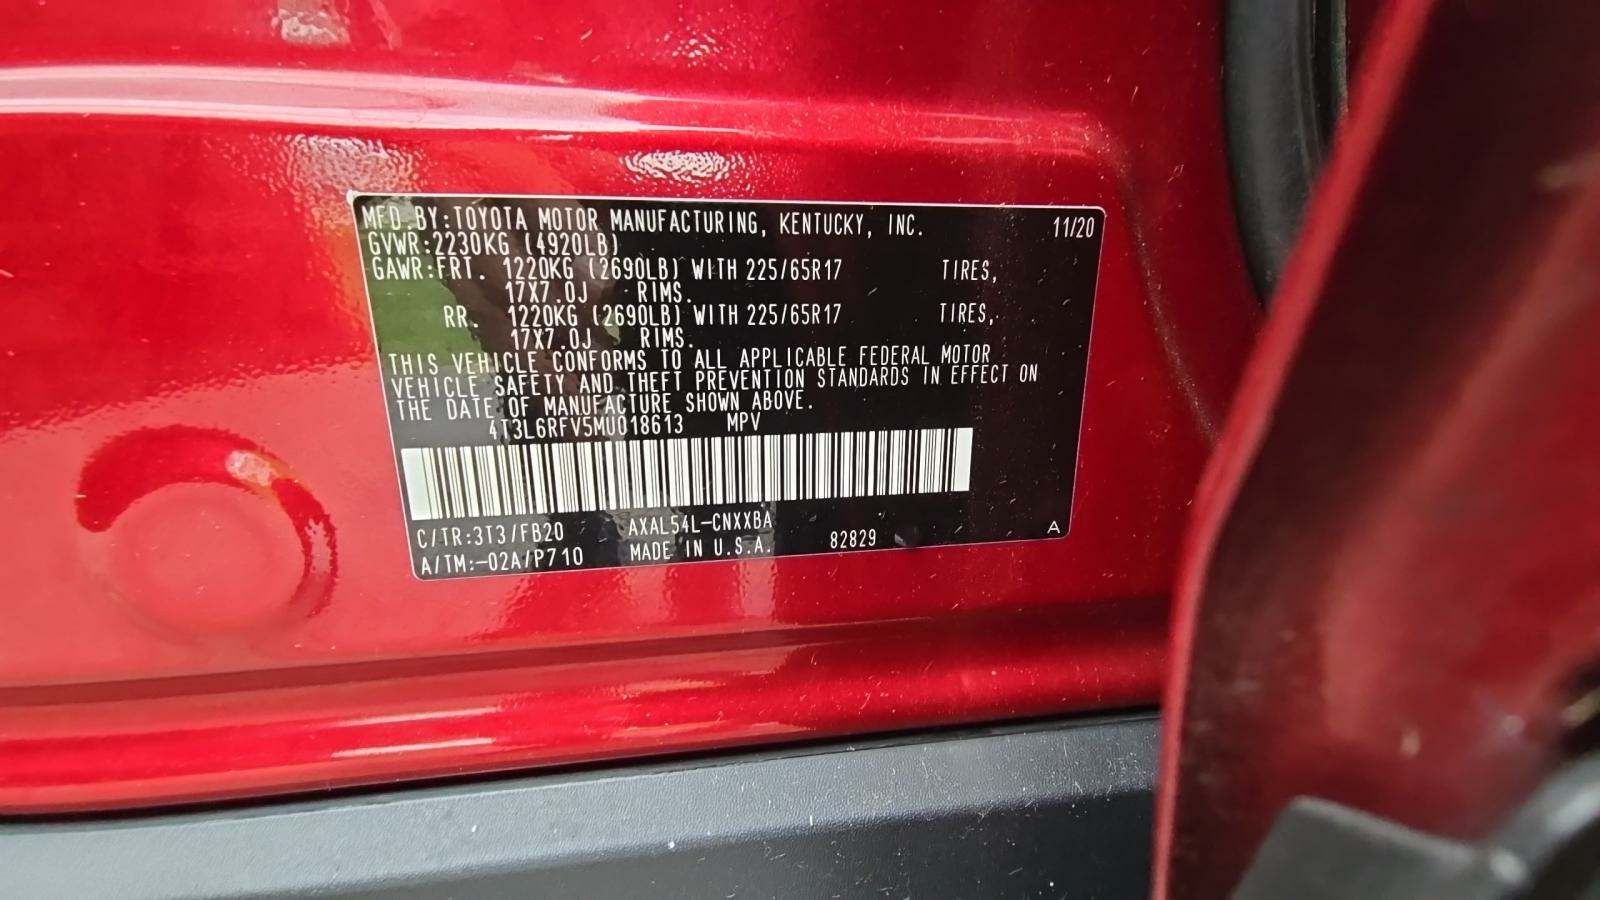 MFD.BY:TOYOTA MOTOR MANUFACTURING, KENTUCKY, INC. 11/20
GVWR:2230KG (4920LB)
GAWR:FRT. 1220KG (2690LB) WITH 225/65R17 TIRES,
17X7.0J RIMS.
RR. 1220KG (2690LB) WITH 225/65R17 TIRES,
17X7.0J RIMS.
THIS VEHICLE CONFORMS TO ALL APPLICABLE FEDERAL MOTOR
VEHICLE SAFETY AND THEFT PREVENTION STANDARDS IN EFFECT ON
THE DATE OF MANUFACTURE SHOWN ABOVE.
4T3L6RFV5MU018613 MPV
C/TR:3T3/FB20 AXAL54L-CNXXBA A
A/TM:-02A/P710 MADE IN U.S.A. 82829